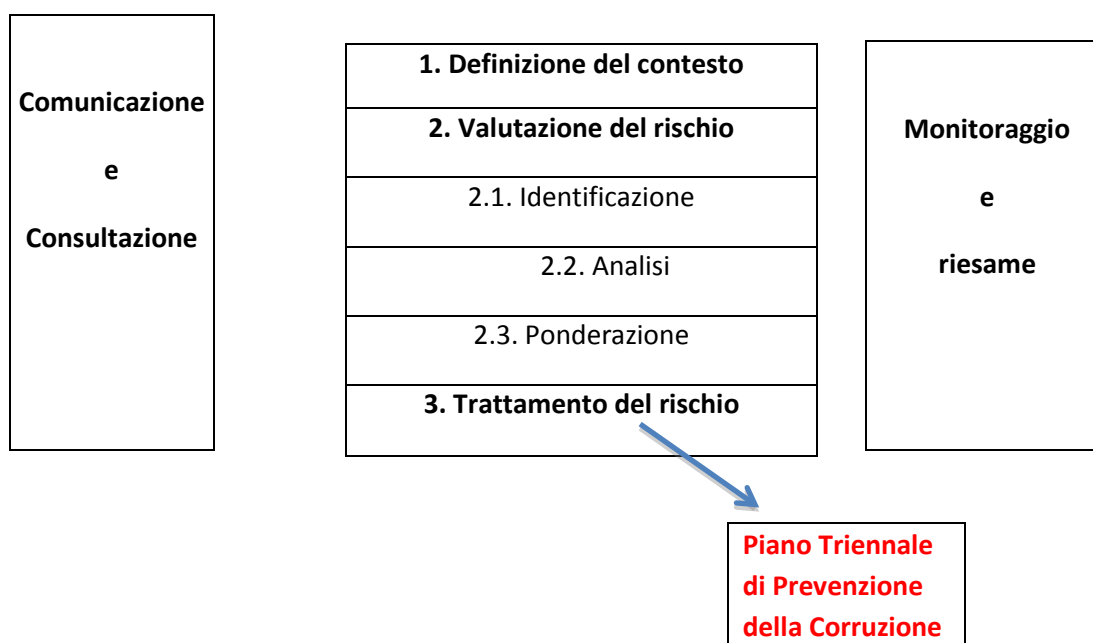 Comunicazione
e
Consultazione
1. Definizione del contesto
2. Valutazione del rischio
2.1. Identificazione
2.2. Analisi
2.3. Ponderazione
3. Trattamento del rischio
Monitoraggio
e
riesame
Piano Triennale
di Prevenzione
della Corruzione